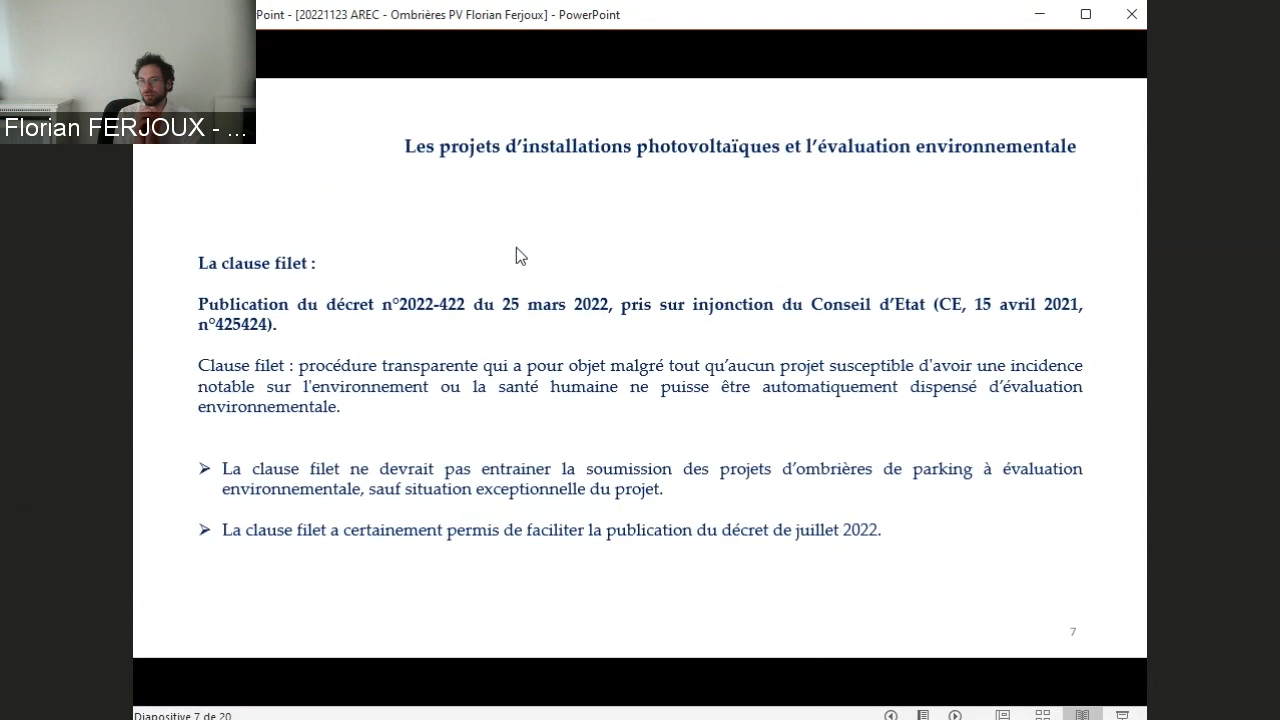 Point - [20221123 AREC - Ombrières PV Florian Ferjoux] - PowerPoint
Florian FERJOUX - ...
Les projets d’installations photovoltaïques et l’évaluation environnementale
La clause filet :
Publication du décret n°2022-422 du 25 mars 2022, pris sur injonction du Conseil d’Etat (CE, 15 avril 2021,
n°425424).
Clause filet : procédure transparente qui a pour objet malgré tout qu’aucun projet susceptible d'avoir une incidence
notable sur l'environnement ou la santé humaine ne puisse être automatiquement dispensé d’évaluation
environnementale.
➢ La clause filet ne devrait pas entrainer la soumission des projets d’ombrières de parking à évaluation
environnementale, sauf situation exceptionnelle du projet.
➢ La clause filet a certainement permis de faciliter la publication du décret de juillet 2022.
7
Diapositive 7 de 20